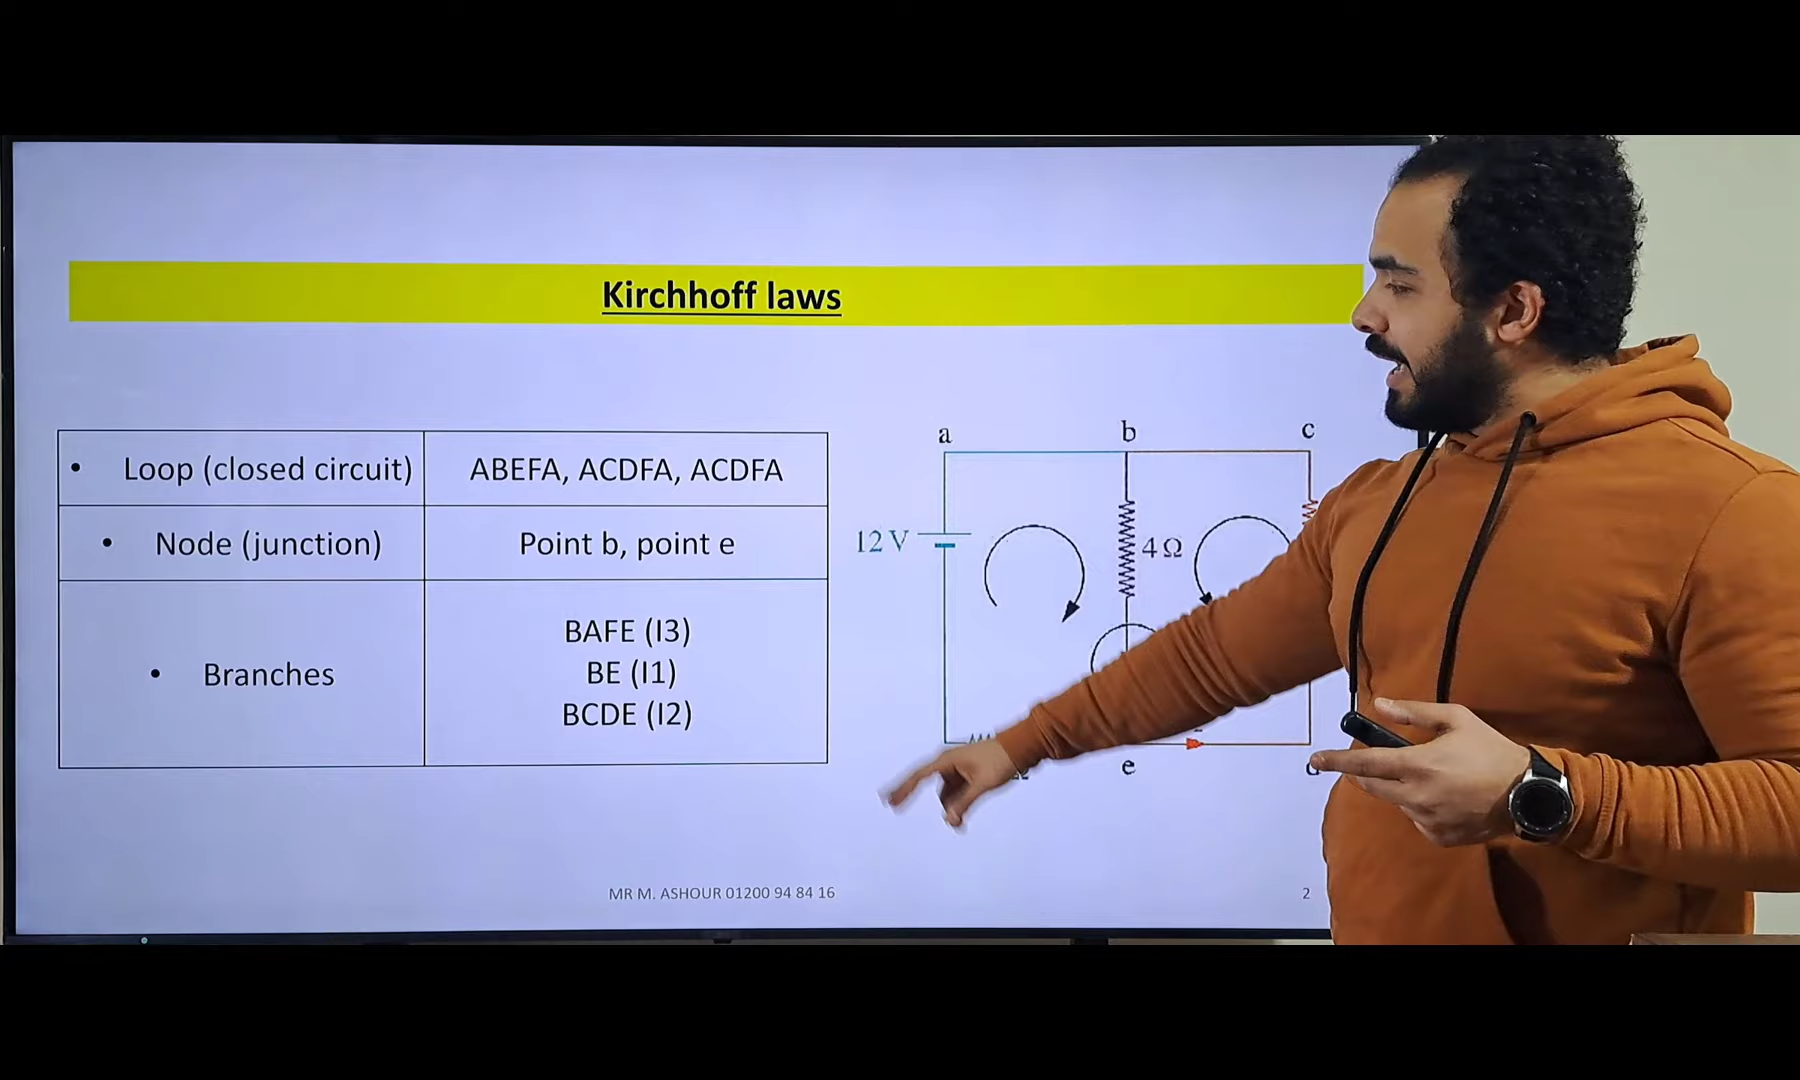 Kirchhoff laws
• Loop (closed circuit)
ABEFA, ACDFA, ACDFA
• Node (junction)
Point b, point e
• Branches
BAFE (I3)
BE (I1)
BCDE (I2)
a
b
c
12 V
4 Ω
e
MR M. ASHOUR 01200 94 84 16
2